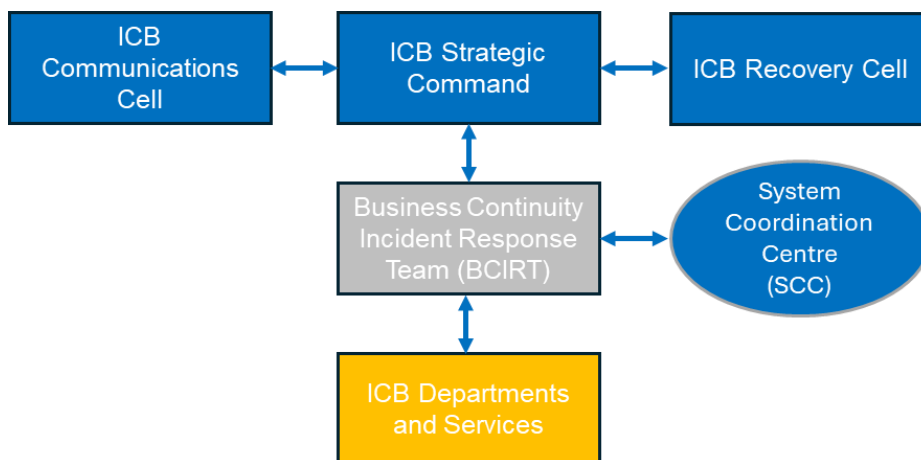 ICB
Communications
Cell
ICB Strategic
Command
ICB Recovery Cell
Business Continuity
Incident Response
Team (BCIRT)
System
Coordination
Centre
(SCC)
ICB Departments
and Services